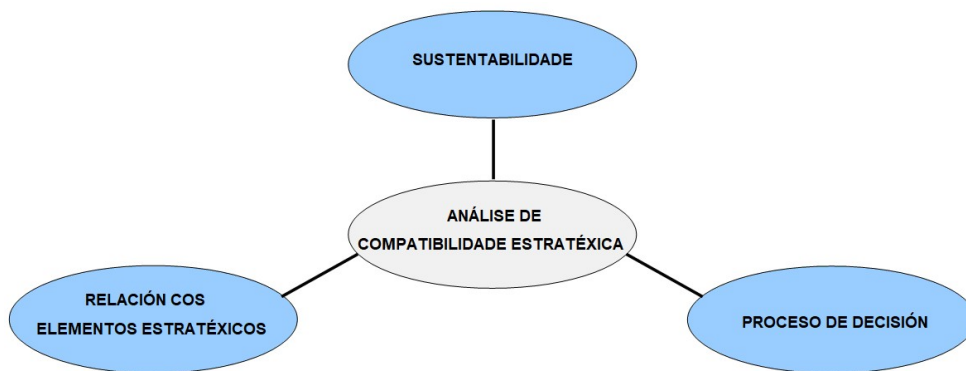 SUSTENTABILIDADE
ANÁLISE DE
COMPATIBILIDADE ESTRATÉXICA
RELACIÓN COS
ELEMENTOS ESTRATÉXICOS
PROCESO DE DECISIÓN